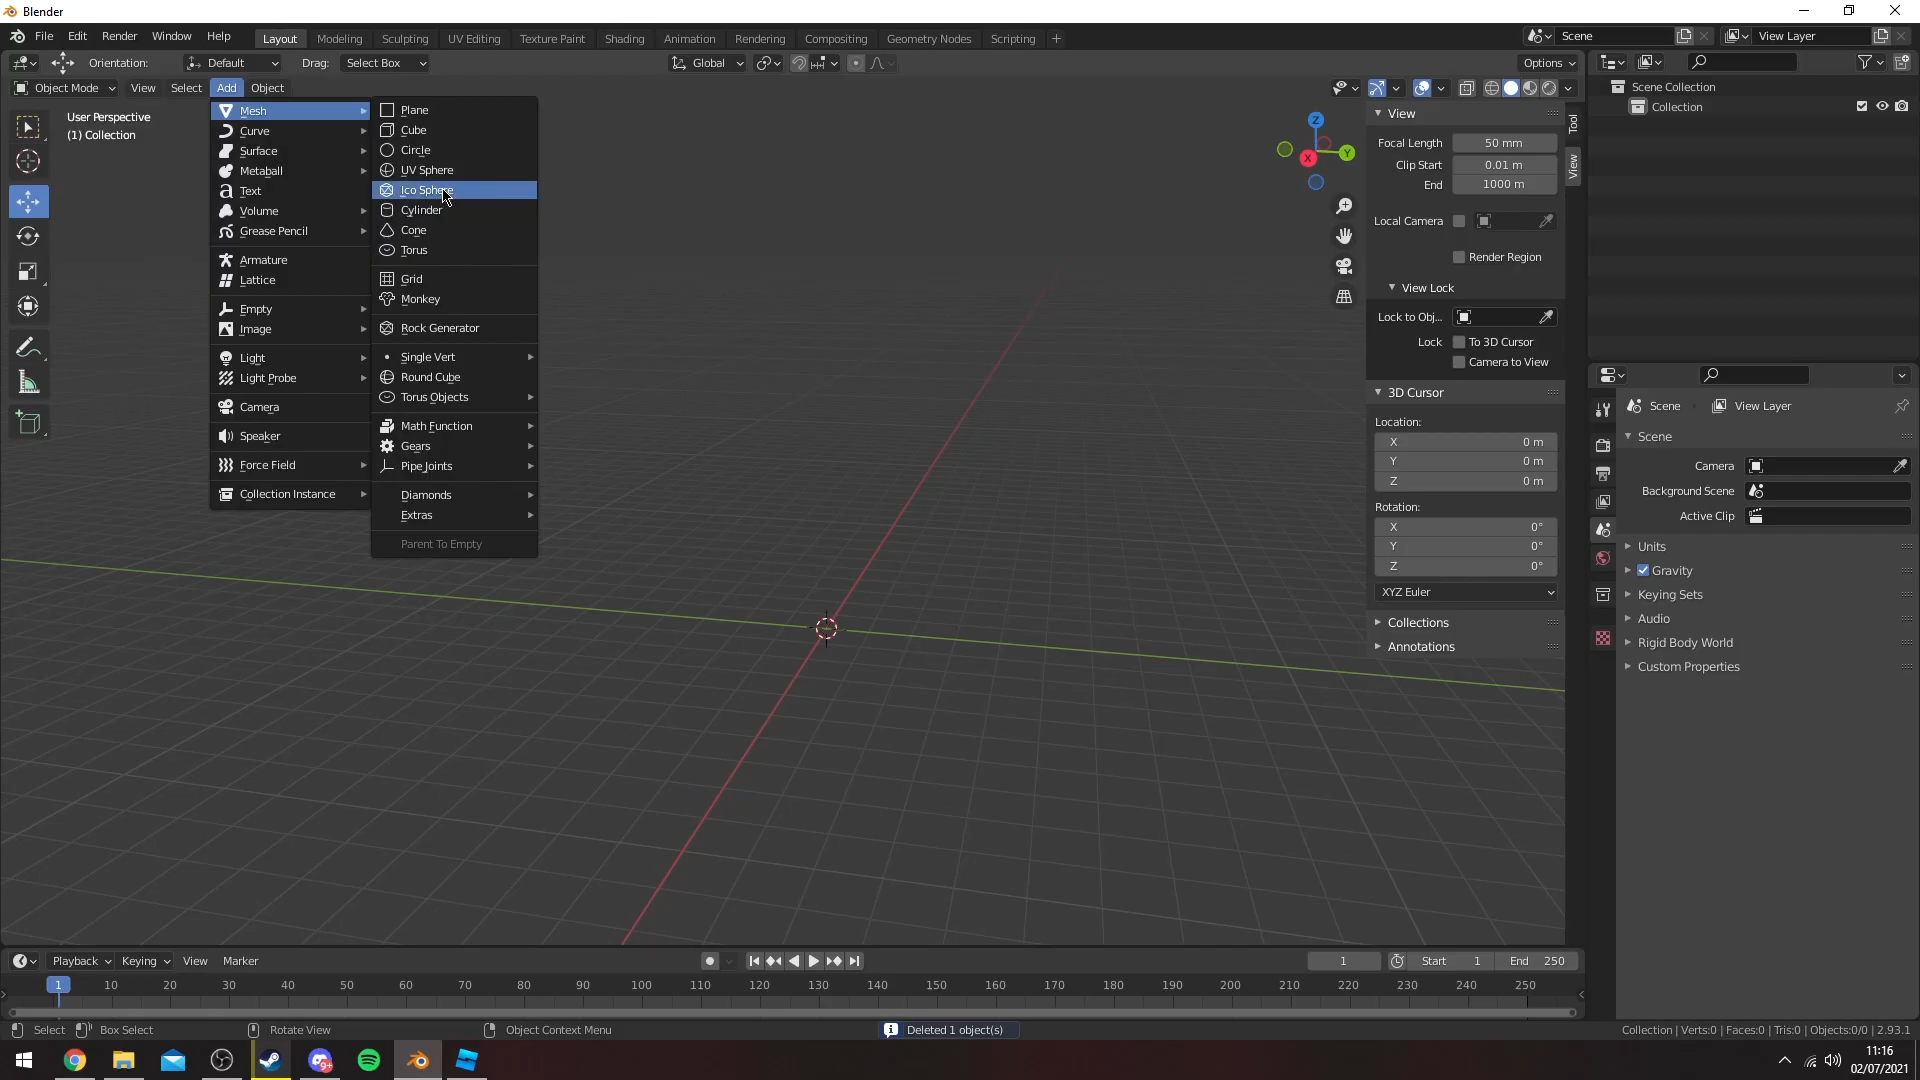 Blender
File Edit Render Window Help
Layout Modeling Sculpting UV Editing Texture Paint Shading Animation Rendering Compositing Geometry Nodes Scripting +
Scene
View Layer
Orientation: Default Drag: Select Box
Global
Options
Object Mode View Select Add Object
User Perspective
(1) Collection
Mesh
Curve
Surface
Metaball
Text
Volume
Grease Pencil
Armature
Lattice
Empty
Image
Light
Light Probe
Camera
Speaker
Force Field
Collection Instance
Plane
Cube
Circle
UV Sphere
Ico Sphere
Cylinder
Cone
Torus
Grid
Monkey
Rock Generator
Single Vert
Round Cube
Torus Objects
Math Function
Gears
Pipe Joints
Diamonds
Extras
Parent To Empty
Z
X Y
View
Focal Length 50 mm
Clip Start 0.01 m
End 1000 m
Local Camera
Render Region
View Lock
Lock to Obj...
Lock To 3D Cursor
Camera to View
3D Cursor
Location:
X 0 m
Y 0 m
Z 0 m
Rotation:
X 0°
Y 0°
Z 0°
XYZ Euler
Collections
Annotations
Tool
View
Scene Collection
Collection
Scene View Layer
Scene
Camera
Background Scene
Active Clip
Units
Gravity
Keying Sets
Audio
Rigid Body World
Custom Properties
Playback Keying View Marker
1 Start 1 End 250
1 10 20 30 40 50 60 70 80 90 100 110 120 130 140 150 160 170 180 190 200 210 220 230 240 250
Select Box Select Rotate View Object Context Menu
Deleted 1 object(s)
Collection | Verts:0 | Faces:0 | Tris:0 | Objects:0/0 | 2.93.1
9+
11:16
02/07/2021